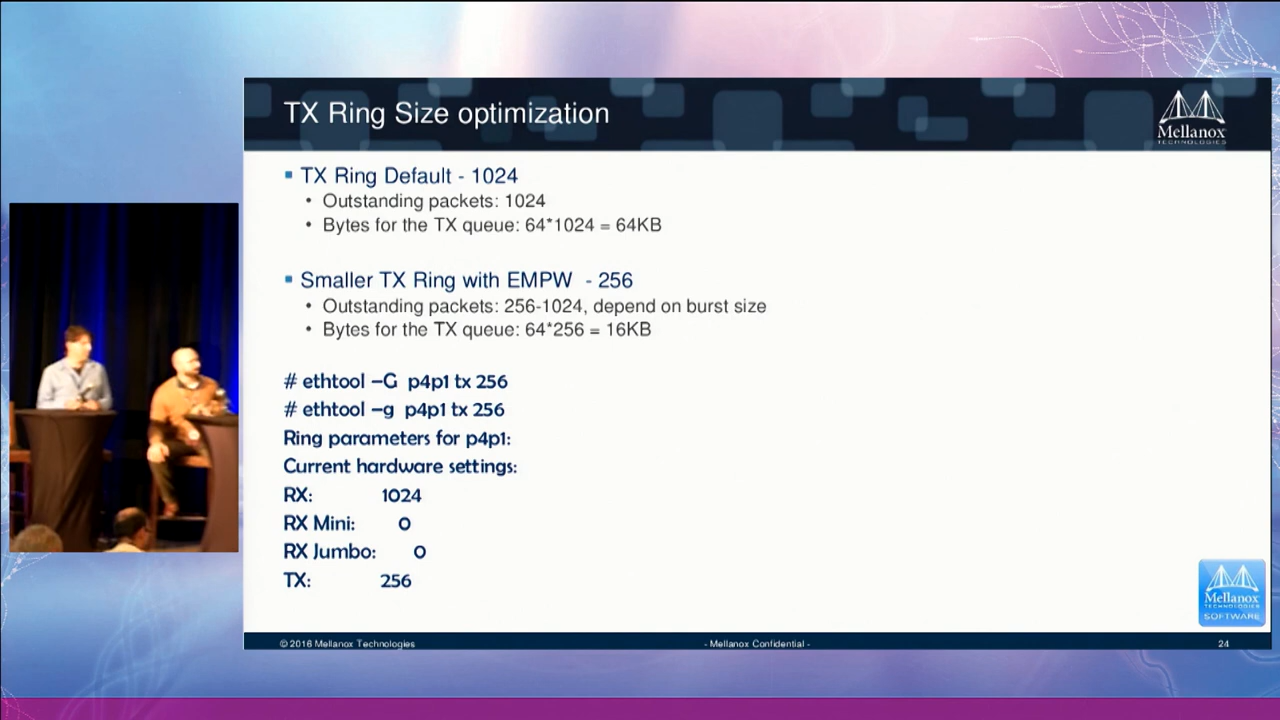 TX Ring Size optimization
Mellanox
TECHNOLOGIES
▪ TX Ring Default - 1024
• Outstanding packets: 1024
• Bytes for the TX queue: 64*1024 = 64KB
▪ Smaller TX Ring with EMPW - 256
• Outstanding packets: 256-1024, depend on burst size
• Bytes for the TX queue: 64*256 = 16KB
# ethtool –G p4p1 tx 256
# ethtool –g p4p1 tx 256
Ring parameters for p4p1:
Current hardware settings:
RX: 1024
RX Mini: 0
RX Jumbo: 0
TX: 256
Mellanox
TECHNOLOGIES
SOFTWARE
© 2016 Mellanox Technologies
- Mellanox Confidential -
24